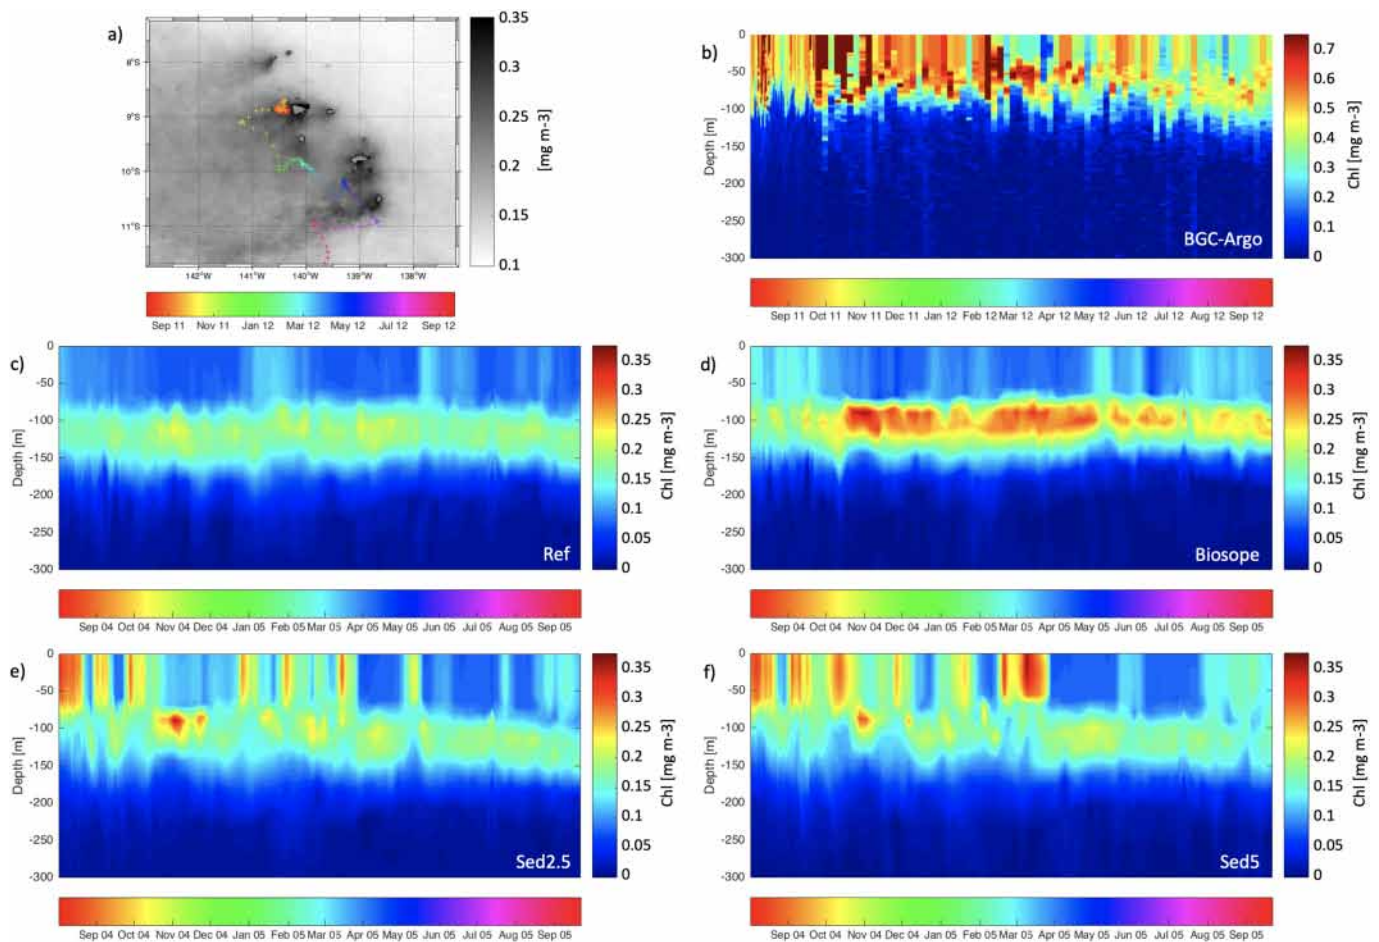 a)
8°S
9°S
10°S
11°S
142°W 141°W 140°W 139°W 138°W
0.35
0.3
0.25
0.2
0.15
0.1
[mg m-3]
Sep 11 Nov 11 Jan 12 Mar 12 May 12 Jul 12 Sep 12
b)
0
-50
-100
-150
-200
-250
-300
Depth [m]
BGC-Argo
0.7
0.6
0.5
0.4
0.3
0.2
0.1
0
Chl [mg m-3]
Sep 11 Oct 11 Nov 11 Dec 11 Jan 12 Feb 12 Mar 12 Apr 12 May 12 Jun 12 Jul 12 Aug 12 Sep 12
c)
0
-50
-100
-150
-200
-250
-300
Depth [m]
Ref
0.35
0.3
0.25
0.2
0.15
0.1
0.05
0
Chl [mg m-3]
Sep 04 Oct 04 Nov 04 Dec 04 Jan 05 Feb 05 Mar 05 Apr 05 May 05 Jun 05 Jul 05 Aug 05 Sep 05
d)
0
-50
-100
-150
-200
-250
-300
Depth [m]
Biosope
0.35
0.3
0.25
0.2
0.15
0.1
0.05
0
Chl [mg m-3]
Sep 04 Oct 04 Nov 04 Dec 04 Jan 05 Feb 05 Mar 05 Apr 05 May 05 Jun 05 Jul 05 Aug 05 Sep 05
e)
0
-50
-100
-150
-200
-250
-300
Depth [m]
Sed2.5
0.35
0.3
0.25
0.2
0.15
0.1
0.05
0
Chl [mg m-3]
Sep 04 Oct 04 Nov 04 Dec 04 Jan 05 Feb 05 Mar 05 Apr 05 May 05 Jun 05 Jul 05 Aug 05 Sep 05
f)
0
-50
-100
-150
-200
-250
-300
Depth [m]
Sed5
0.35
0.3
0.25
0.2
0.15
0.1
0.05
0
Chl [mg m-3]
Sep 04 Oct 04 Nov 04 Dec 04 Jan 05 Feb 05 Mar 05 Apr 05 May 05 Jun 05 Jul 05 Aug 05 Sep 05